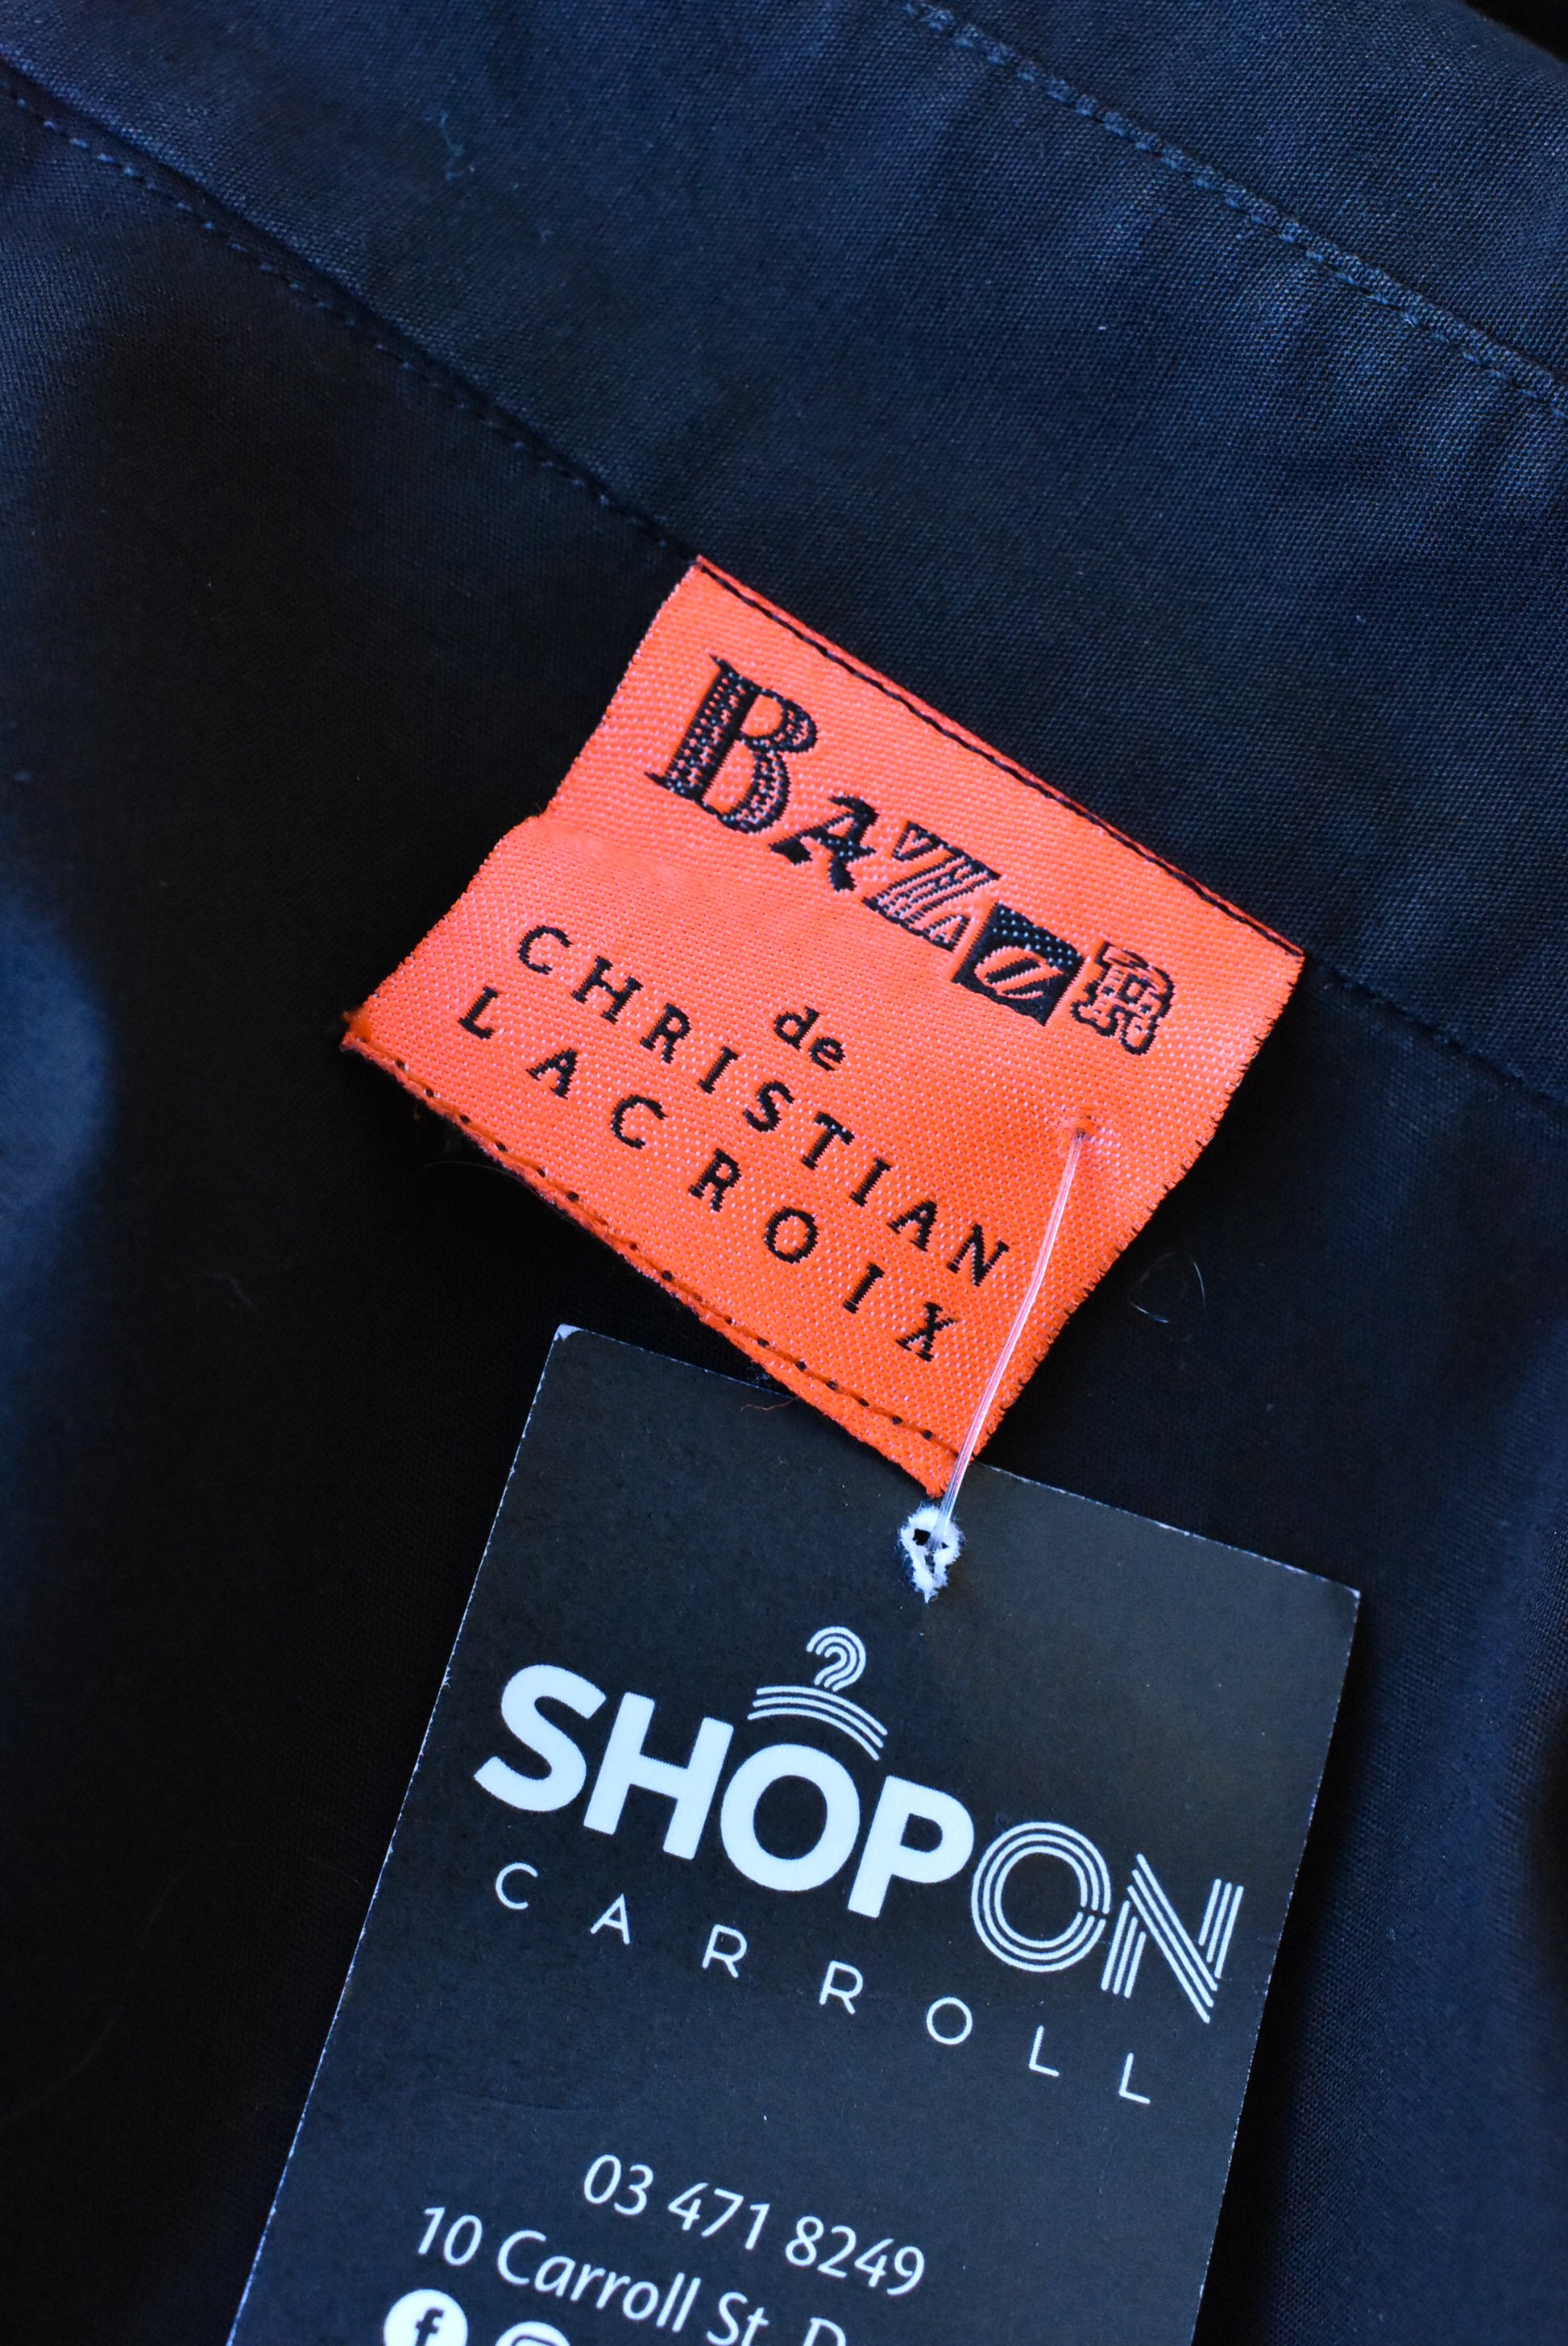 BAZAR
de
CHRISTIAN
LACROIX
SHOPON
CARROLL
03 471 8249
10 Carroll St, D
f